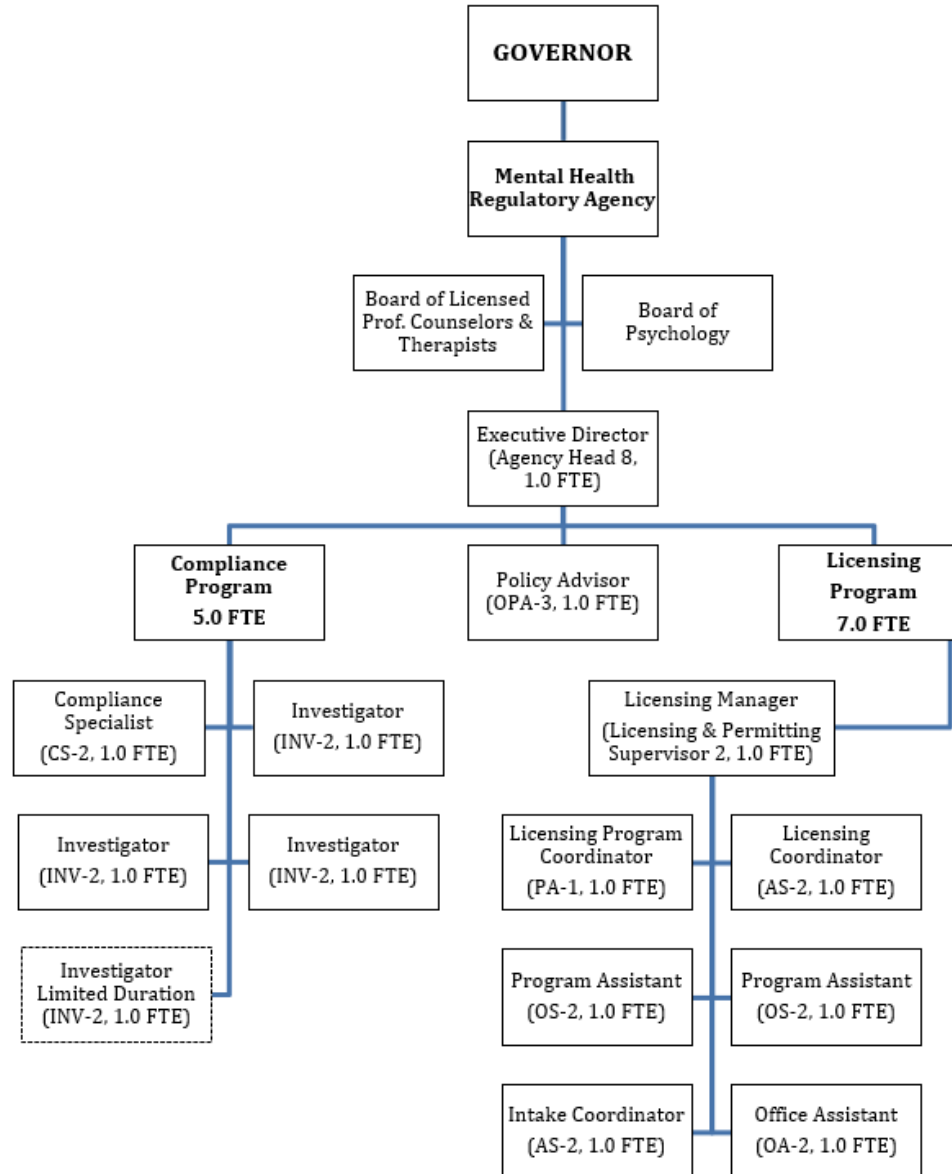 GOVERNOR
Mental Health
Regulatory Agency
Board of Licensed
Prof. Counselors &
Therapists
Board of
Psychology
Executive Director
(Agency Head 8,
1.0 FTE)
Compliance
Program
5.0 FTE
Policy Advisor
(OPA-3, 1.0 FTE)
Licensing
Program
7.0 FTE
Compliance
Specialist
(CS-2, 1.0 FTE)
Investigator
(INV-2, 1.0 FTE)
Investigator
(INV-2, 1.0 FTE)
Investigator
(INV-2, 1.0 FTE)
Investigator
Limited Duration
(INV-2, 1.0 FTE)
Licensing Manager
(Licensing & Permitting
Supervisor 2, 1.0 FTE)
Licensing Program
Coordinator
(PA-1, 1.0 FTE)
Licensing
Coordinator
(AS-2, 1.0 FTE)
Program Assistant
(OS-2, 1.0 FTE)
Program Assistant
(OS-2, 1.0 FTE)
Intake Coordinator
(AS-2, 1.0 FTE)
Office Assistant
(OA-2, 1.0 FTE)